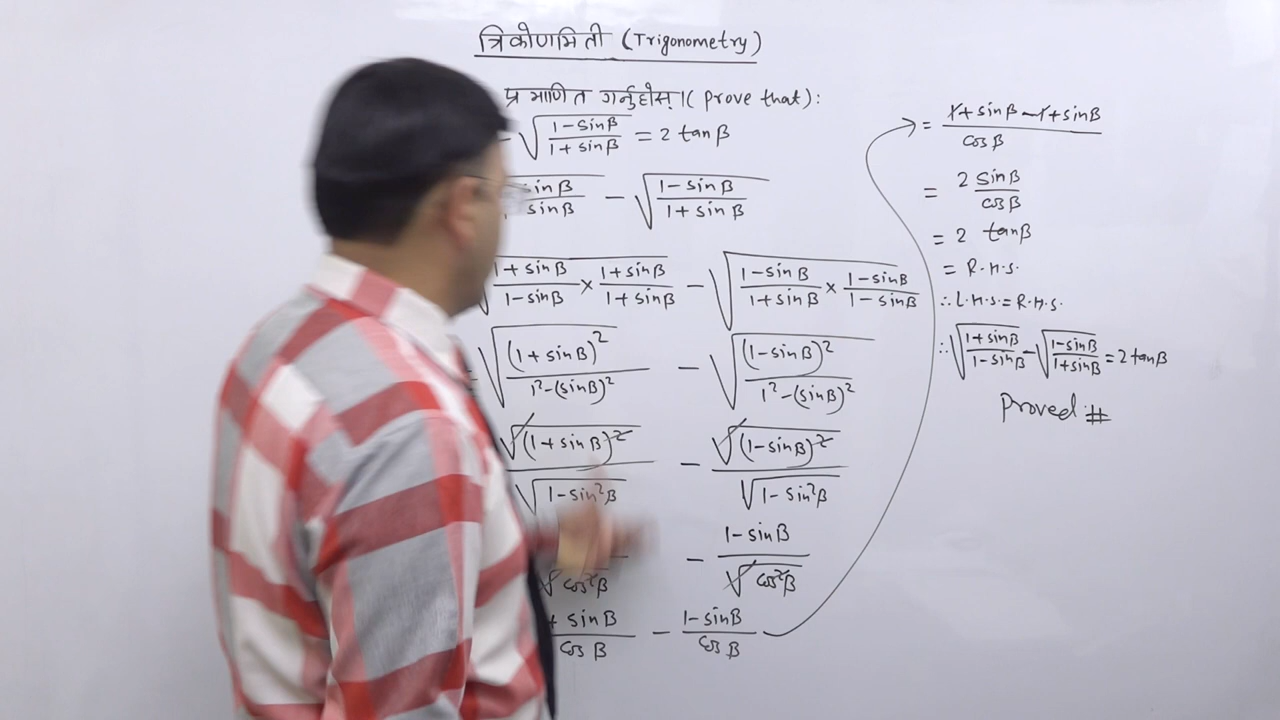 त्रिकोणमिती (Trigonometry)
प्रमाणित गर्नुहोस् । (Prove that):
- √((1-sinβ)/(1+sinβ)) = 2 tanβ
sinβ / sinβ - √((1-sinβ)/(1+sinβ))
√((1+sinβ)/(1-sinβ) × (1+sinβ)/(1+sinβ)) - √((1-sinβ)/(1+sinβ) × (1-sinβ)/(1-sinβ))
= √((1+sinβ)²/(1²-(sinβ)²)) - √((1-sinβ)²/(1²-(sinβ)²))
√(1+sinβ)²/√(1-sin²β) - √(1-sinβ)²/√(1-sin²β)
√cos²β - (1-sinβ)/√cos²β
+ sinβ/cosβ - (1-sinβ)/cosβ
= (1+sinβ-1+sinβ)/cosβ
= 2 sinβ/cosβ
= 2 tanβ
= R.H.S.
∴ L.H.S = R.H.S.
∴ √((1+sinβ)/(1-sinβ)) - √((1-sinβ)/(1+sinβ)) = 2 tanβ
Proved #